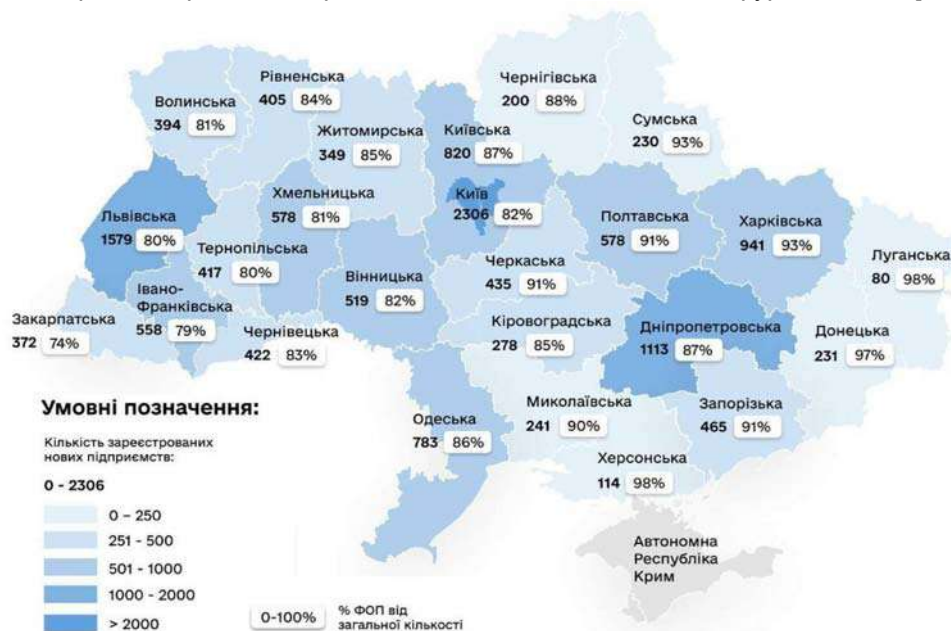 Рівненська
405 84%
Волинська
394 81%
Житомирська
349 85%
Київська
820 87%
Чернігівська
200 88%
Сумська
230 93%
Львівська
1579 80%
Хмельницька
578 81%
Київ
2306 82%
Полтавська
578 91%
Харківська
941 93%
Луганська
80 98%
Тернопільська
417 80%
Вінницька
519 82%
Черкаська
435 91%
Івано-
Франківська
558 79%
Закарпатська
372 74%
Чернівецька
422 83%
Кіровоградська
278 85%
Дніпропетровська
1113 87%
Донецька
231 97%
Одеська
783 86%
Миколаївська
241 90%
Запорізька
465 91%
Херсонська
114 98%
Автономна
Республіка
Крим
Умовні позначення:
Кількість зареєстрованих
нових підприємств:
0 - 2306
0 – 250
251 - 500
501 - 1000
1000 - 2000
> 2000
0-100% % ФОП від
загальної кількості